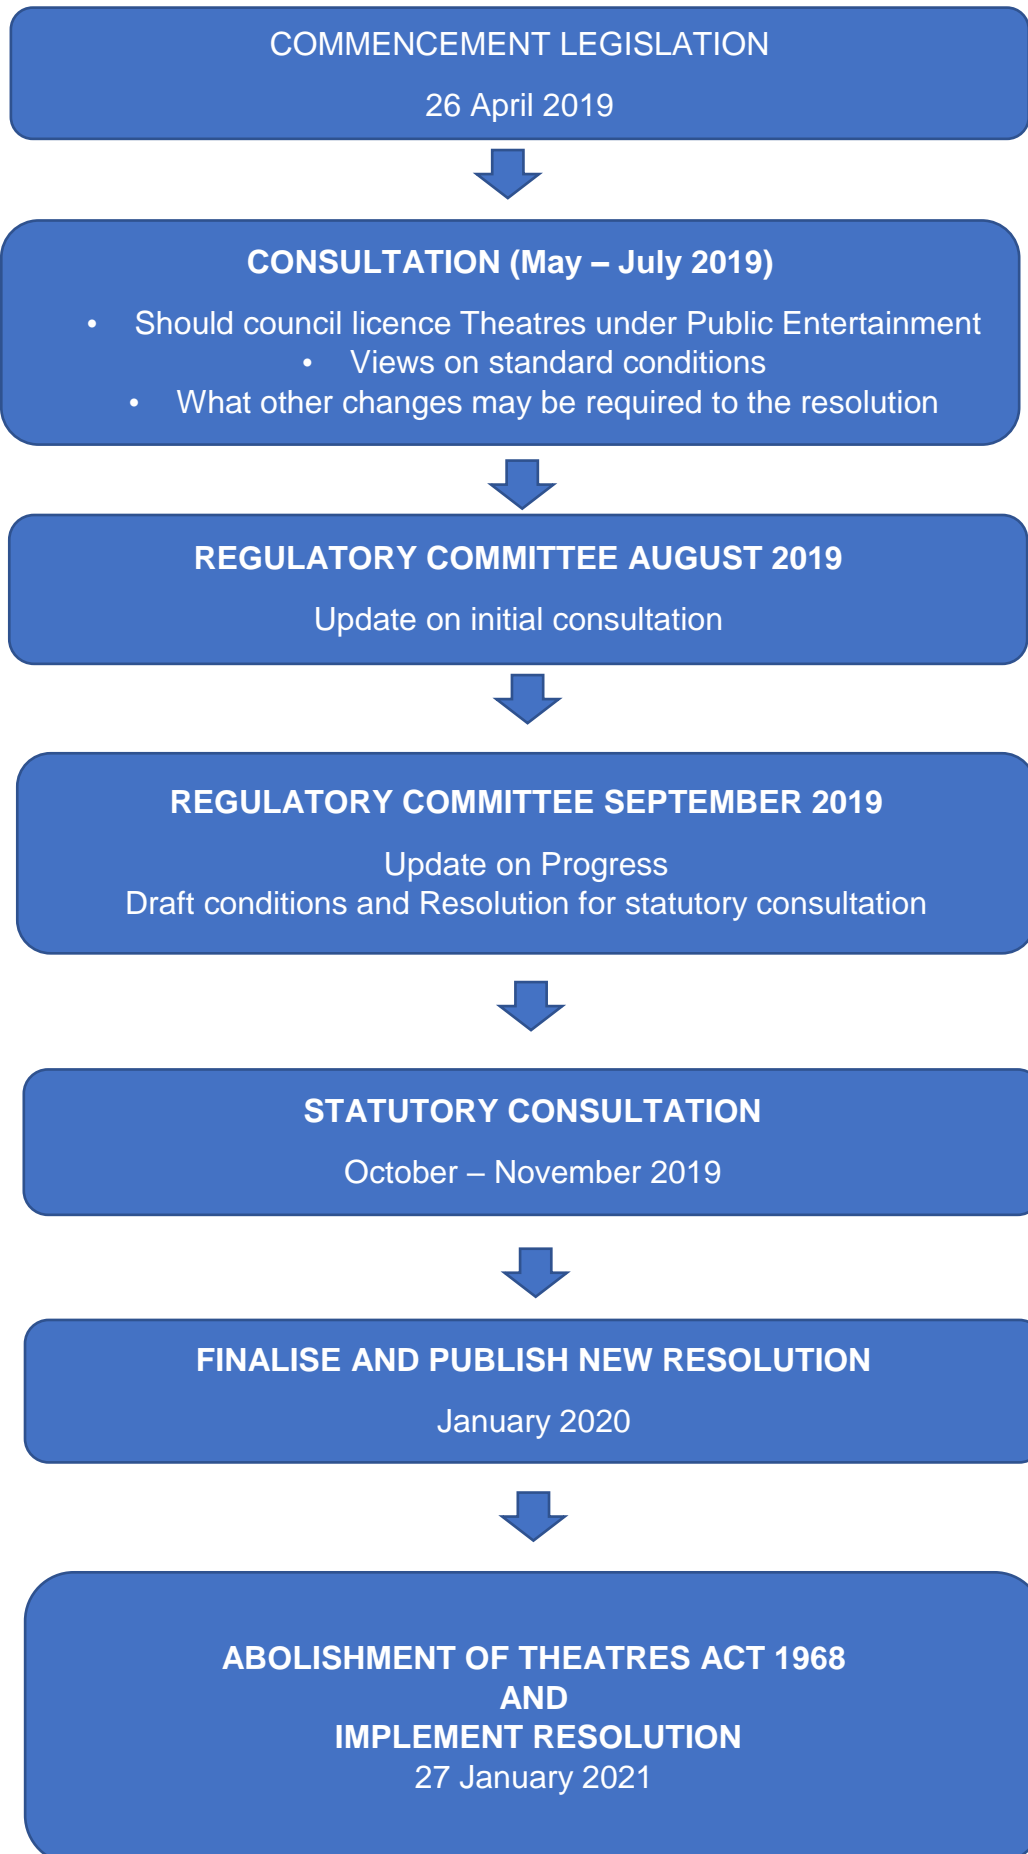 COMMENCEMENT LEGISLATION
26 April 2019
CONSULTATION (May – July 2019)
• Should council licence Theatres under Public Entertainment
• Views on standard conditions
• What other changes may be required to the resolution
REGULATORY COMMITTEE AUGUST 2019
Update on initial consultation
REGULATORY COMMITTEE SEPTEMBER 2019
Update on Progress
Draft conditions and Resolution for statutory consultation
STATUTORY CONSULTATION
October – November 2019
FINALISE AND PUBLISH NEW RESOLUTION
January 2020
ABOLISHMENT OF THEATRES ACT 1968
AND
IMPLEMENT RESOLUTION
27 January 2021